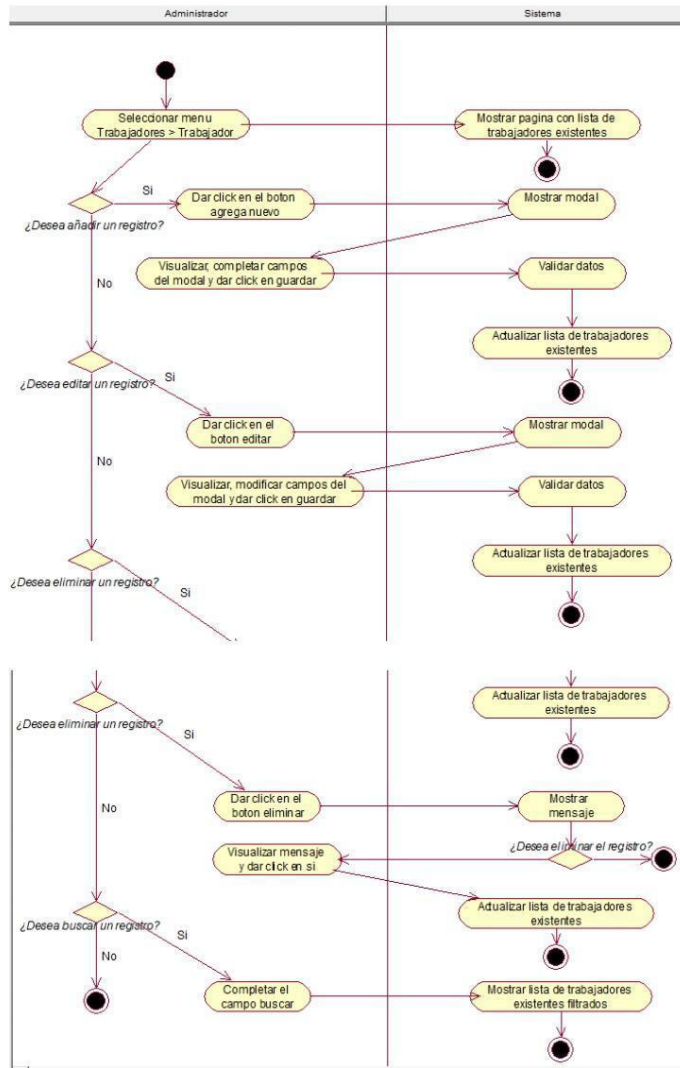 Administrador
Sistema
Seleccionar menu
Trabajadores > Trabajador
Mostrar pagina con lista de
trabajadores existentes
Si
Dar click en el boton
agrega nuevo
Mostrar modal
¿Desea añadir un registro?
Visualizar, completar campos
del modal y dar click en guardar
Validar datos
No
Actualizar lista de trabajadores
existentes
¿Desea editar un registro?
Si
Dar click en el
boton editar
Mostrar modal
No
Visualizar, modificar campos del
modal y dar click en guardar
Validar datos
Actualizar lista de trabajadores
existentes
¿Desea eliminar un registro?
Si
Actualizar lista de trabajadores
existentes
¿Desea eliminar un registro?
Si
No
Dar click en el
boton eliminar
Mostrar
mensaje
¿Desea eliminar el registro?
Visualizar mensaje
y dar click en si
Actualizar lista de trabajadores
existentes
¿Desea buscar un registro?
Si
No
Completar el
campo buscar
Mostrar lista de trabajadores
existentes filtrados